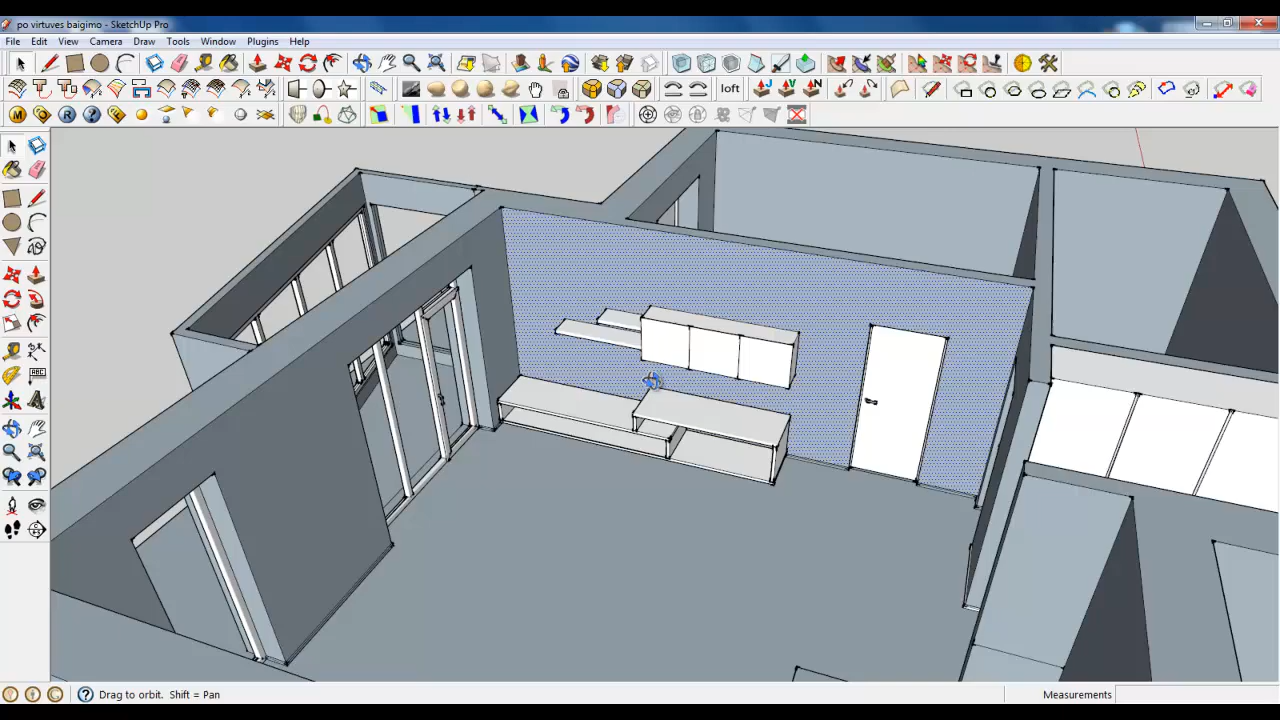 po virtuves baigimo - SketchUp Pro
File Edit View Camera Draw Tools Window Plugins Help
loft
ABC
Drag to orbit. Shift = Pan
Measurements